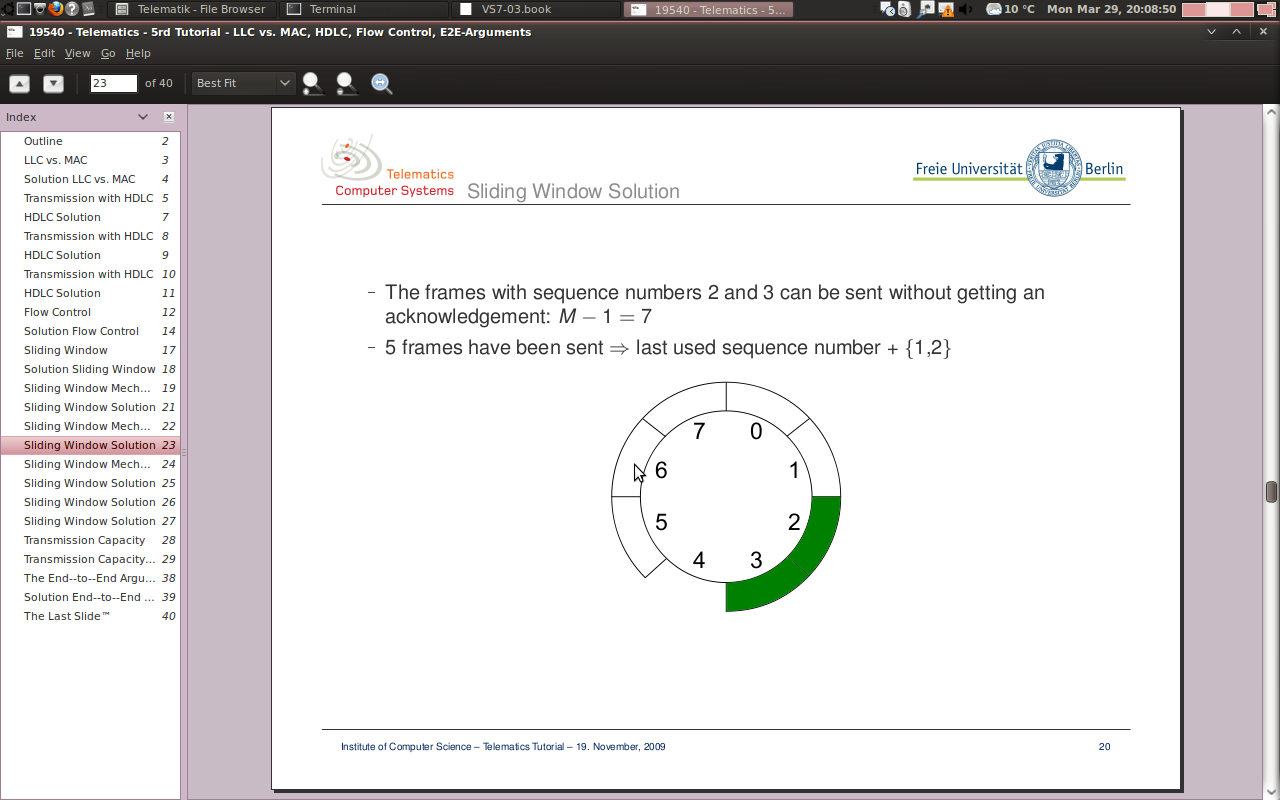 Telematik - File Browser
Terminal
VS7-03.book
19540 - Telematics - 5...
10 °C
Mon Mar 29, 20:08:50
19540 - Telematics - 5rd Tutorial - LLC vs. MAC, HDLC, Flow Control, E2E-Arguments
File Edit View Go Help
23 of 40 Best Fit
Index
Outline 2
LLC vs. MAC 3
Solution LLC vs. MAC 4
Transmission with HDLC 5
HDLC Solution 7
Transmission with HDLC 8
HDLC Solution 9
Transmission with HDLC 10
HDLC Solution 11
Flow Control 12
Solution Flow Control 14
Sliding Window 17
Solution Sliding Window 18
Sliding Window Mech... 19
Sliding Window Solution 21
Sliding Window Mech... 22
Sliding Window Solution 23
Sliding Window Mech... 24
Sliding Window Solution 25
Sliding Window Solution 26
Sliding Window Solution 27
Transmission Capacity 28
Transmission Capacity... 29
The End--to--End Argu... 38
Solution End--to--End ... 39
The Last Slide™ 40
Telematics
Computer Systems
Sliding Window Solution
Freie Universität Berlin
– The frames with sequence numbers 2 and 3 can be sent without getting an
acknowledgement: M − 1 = 7
– 5 frames have been sent ⇒ last used sequence number + {1,2}
7 0
6 1
5 2
4 3
Institute of Computer Science – Telematics Tutorial – 19. November, 2009
20